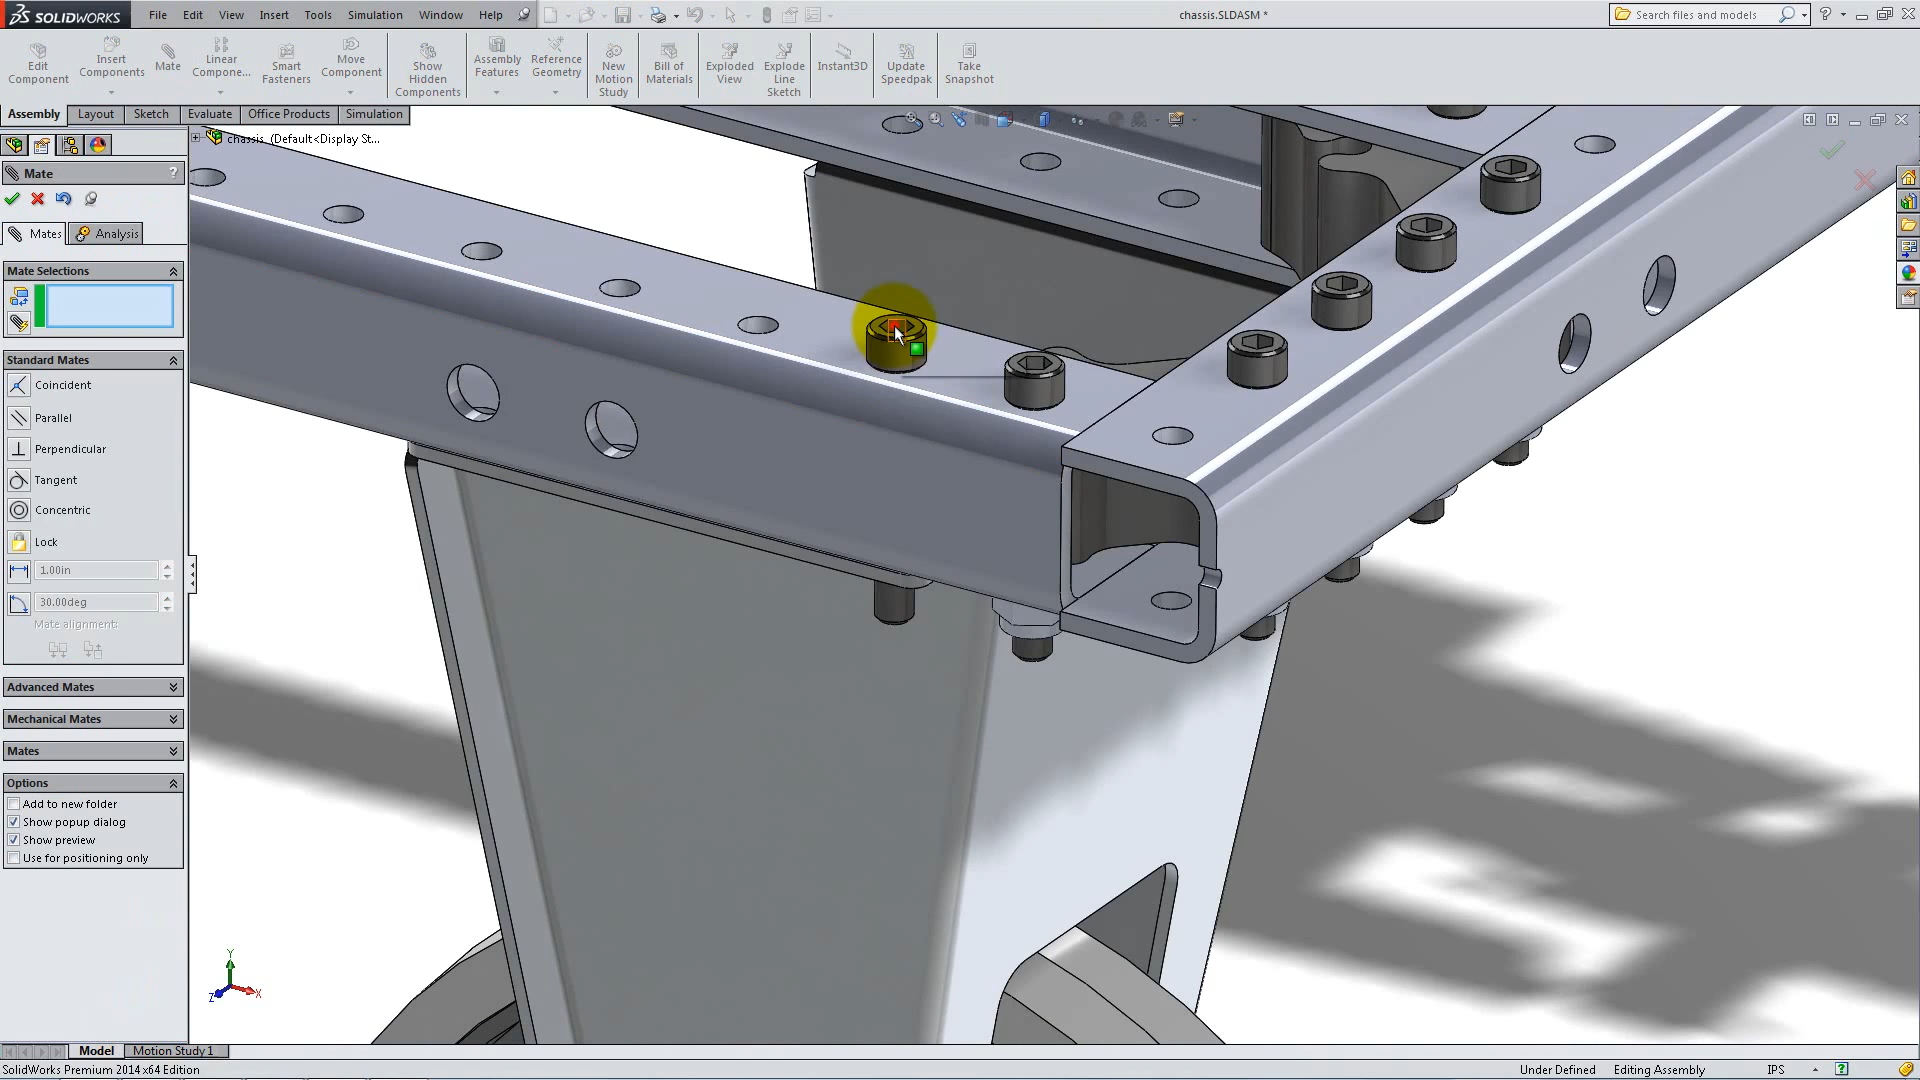 SOLIDWORKS File Edit View Insert Tools Simulation Window Help chassis.SLDASM * Search files and models ?
Edit Component
Insert Components
Mate
Linear Compone...
Smart Fasteners
Move Component
Show Hidden Components
Assembly Features
Reference Geometry
New Motion Study
Bill of Materials
Exploded View
Explode Line Sketch
Instant3D
Update Speedpak
Take Snapshot
Assembly Layout Sketch Evaluate Office Products Simulation
chassis (Default<Display St...
Mate ?
Mates Analysis
Mate Selections
Standard Mates
Coincident
Parallel
Perpendicular
Tangent
Concentric
Lock
1.00in
30.00deg
Mate alignment:
Advanced Mates
Mechanical Mates
Mates
Options
Add to new folder
Show popup dialog
Show preview
Use for positioning only
Y
Z X
Model Motion Study 1
SolidWorks Premium 2014 x64 Edition Under Defined Editing Assembly IPS ?